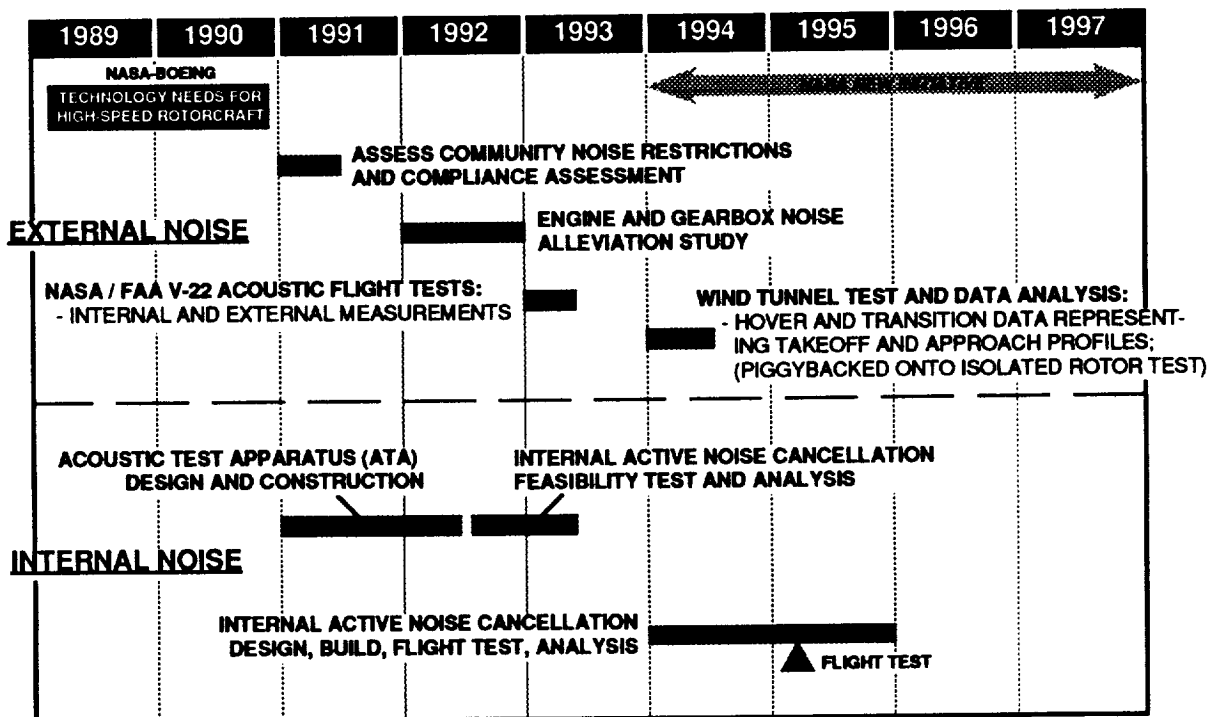 1989 1990 1991 1992 1993 1994 1995 1996 1997
NASA-BOEING
TECHNOLOGY NEEDS FOR
HIGH-SPEED ROTORCRAFT
NASA NEW INITIATIVE
ASSESS COMMUNITY NOISE RESTRICTIONS
AND COMPLIANCE ASSESSMENT
EXTERNAL NOISE
ENGINE AND GEARBOX NOISE
ALLEVIATION STUDY
NASA / FAA V-22 ACOUSTIC FLIGHT TESTS:
- INTERNAL AND EXTERNAL MEASUREMENTS
WIND TUNNEL TEST AND DATA ANALYSIS:
- HOVER AND TRANSITION DATA REPRESENT-
ING TAKEOFF AND APPROACH PROFILES;
(PIGGYBACKED ONTO ISOLATED ROTOR TEST)
ACOUSTIC TEST APPARATUS (ATA)
DESIGN AND CONSTRUCTION
INTERNAL ACTIVE NOISE CANCELLATION
FEASIBILITY TEST AND ANALYSIS
INTERNAL NOISE
INTERNAL ACTIVE NOISE CANCELLATION
DESIGN, BUILD, FLIGHT TEST, ANALYSIS
FLIGHT TEST